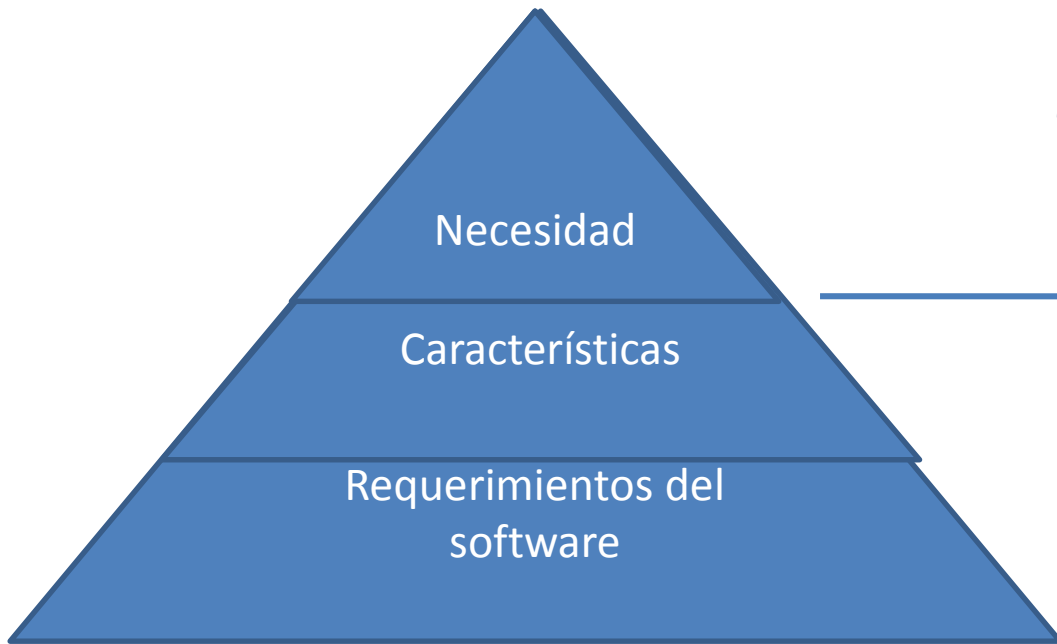 Necesidad
Características
Requerimientos del
software